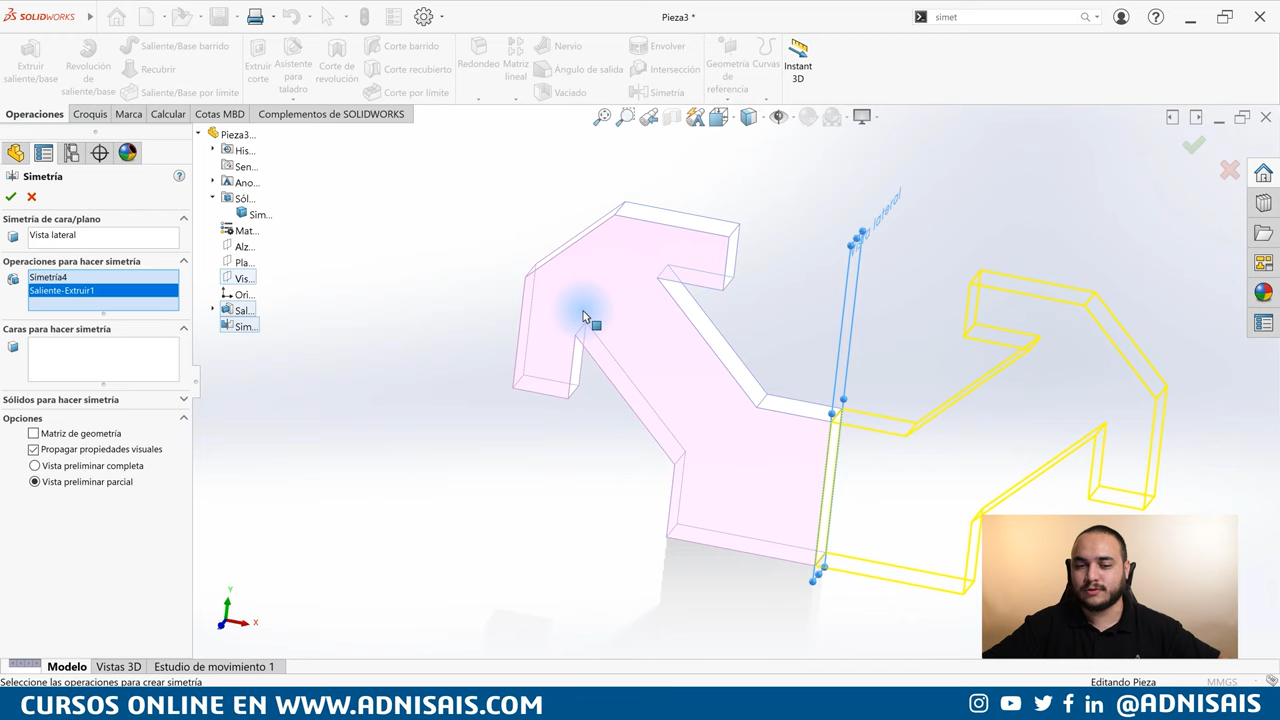 SOLIDWORKS
Pieza3 *
simet
Extruir saliente/base
Revolución de saliente/base
Saliente/Base barrido
Recubrir
Saliente/Base por límite
Extruir corte
Asistente para taladro
Corte de revolución
Corte barrido
Corte recubierto
Corte por límite
Redondeo
Matriz lineal
Nervio
Ángulo de salida
Vaciado
Envolver
Intersección
Simetría
Geometría de referencia
Curvas
Instant 3D
Operaciones
Croquis
Marca
Calcular
Cotas MBD
Complementos de SOLIDWORKS
Simetría
Simetría de cara/plano
Vista lateral
Operaciones para hacer simetría
Simetría4
Saliente-Extruir1
Caras para hacer simetría
Sólidos para hacer simetría
Opciones
Matriz de geometría
Propagar propiedades visuales
Vista preliminar completa
Vista preliminar parcial
Pieza3...
His...
Sen...
Ano...
Sól...
Sim...
Mat...
Alz...
Pla...
Vis...
Ori...
Sal...
Sim...
lateral
Y
X
Modelo
Vistas 3D
Estudio de movimiento 1
Seleccione las operaciones para crear simetría
Editando Pieza
MMGS
CURSOS ONLINE EN WWW.ADNISAIS.COM
@ADNISAIS